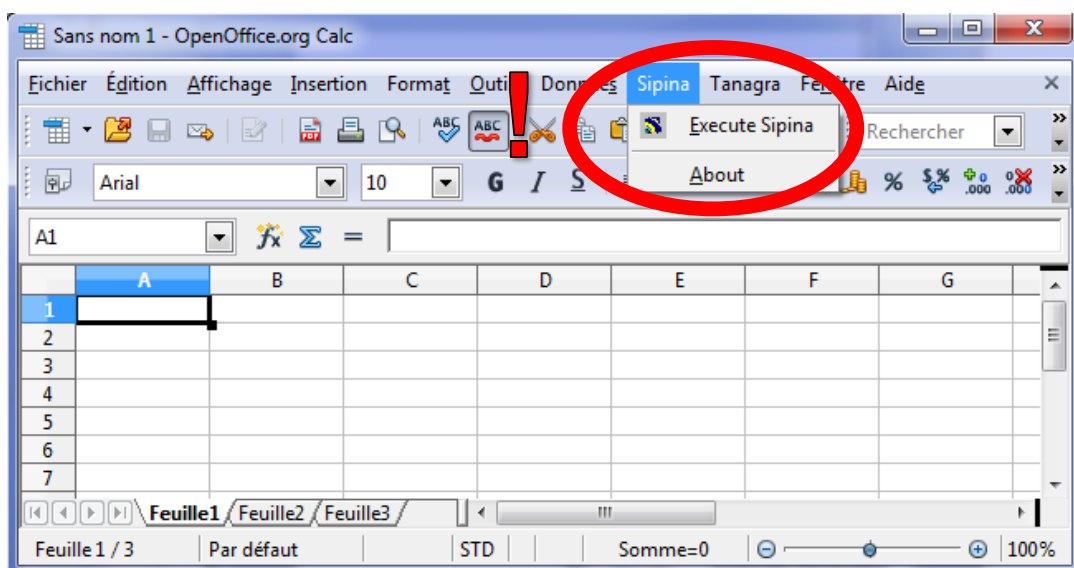 Sans nom 1 - OpenOffice.org Calc
Fichier Édition Affichage Insertion Format Sipina Tanagra Aide
Execute Sipina
Rechercher
About
Arial 10 G I S %
A1 =
A B C D E F G
1
2
3
4
5
6
7
Feuille1 Feuille2 Feuille3
Feuille 1 / 3 Par défaut STD Somme=0 100%